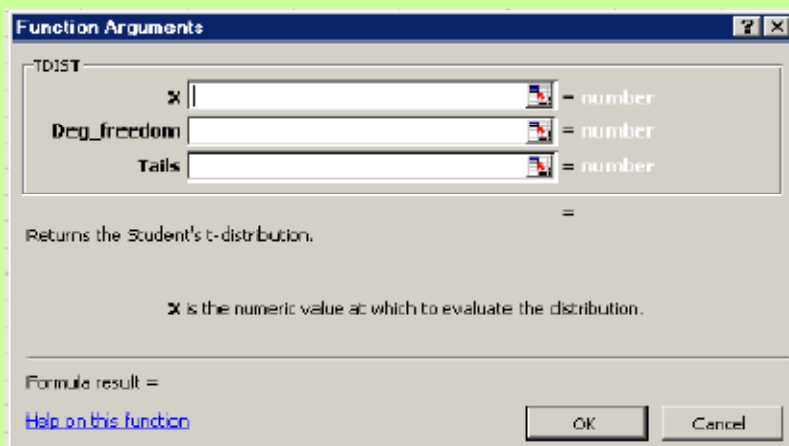 Function Arguments
TDIST
X = number
Deg_freedom = number
Tails = number
=
Returns the Student's t-distribution.
X is the numeric value at which to evaluate the distribution.
Formula result =
Help on this function
OK Cancel